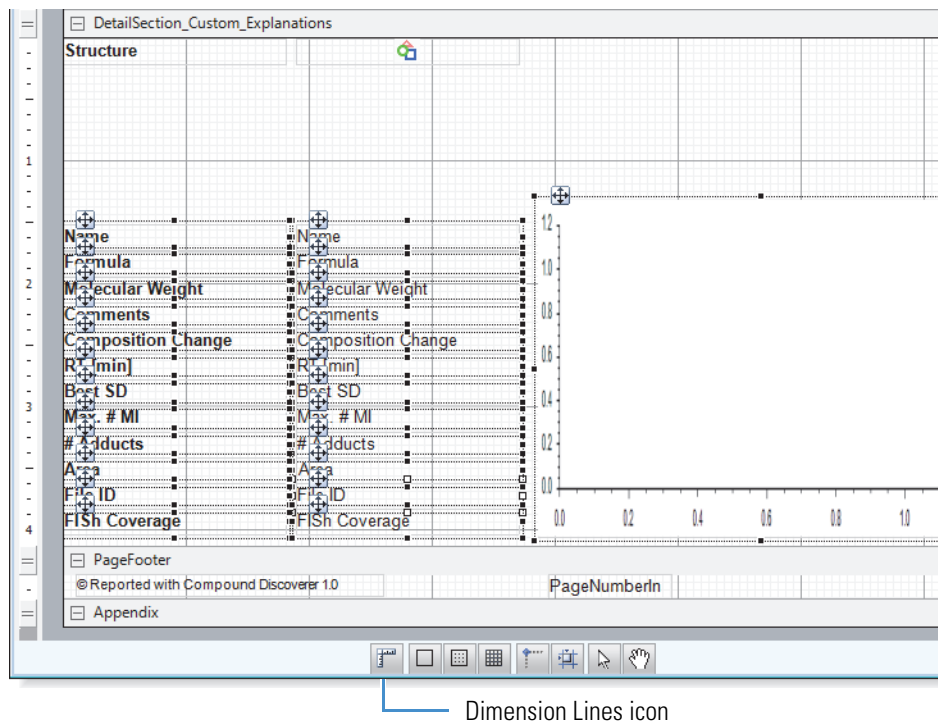 DetailSection_Custom_Explanations
Structure
1
Name Name
Formula Formula
2
Molecular Weight Molecular Weight
Comments Comments
Composition Change Composition Change
RT [min] RT [min]
Best SD Best SD
3
Max. # MI Max. # MI
# Adducts # Adducts
Area Area
File ID File ID
FISh Coverage FISh Coverage
4
1.2
1.0
0.8
0.6
0.4
0.2
0.0
0.0 0.2 0.4 0.6 0.8 1.0
PageFooter
© Reported with Compound Discoverer 1.0 PageNumberIn
Appendix
Dimension Lines icon